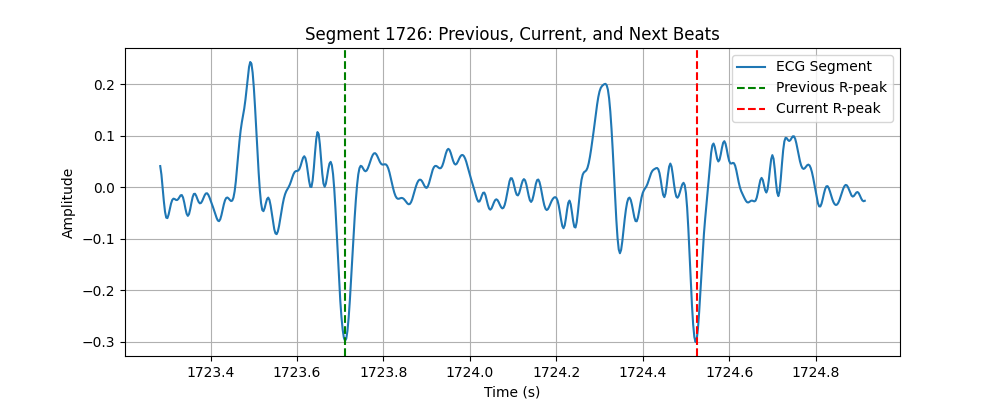 Segment 1726: Previous, Current, and Next Beats
ECG Segment
Previous R-peak
Current R-peak
Amplitude
0.2
0.1
0.0
−0.1
−0.2
−0.3
1723.4 1723.6 1723.8 1724.0 1724.2 1724.4 1724.6 1724.8
Time (s)